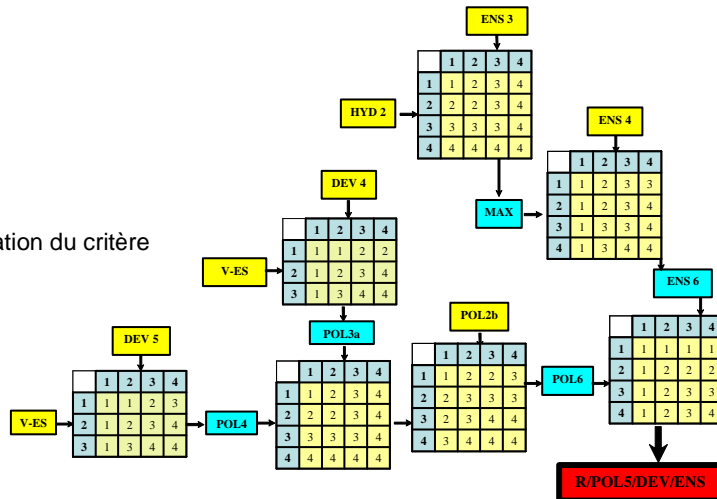 ENS 3
1 2 3 4
1 1 2 3 4
2 2 2 3 4
3 3 3 3 4
4 4 4 4 4
HYD 2
ENS 4
1 2 3 4
1 1 2 3 3
2 1 2 3 4
3 1 3 3 4
4 1 3 4 4
MAX
DEV 4
1 2 3 4
1 1 1 2 2
2 1 2 3 4
3 1 3 4 4
V-ES
ation du critère
ENS 6
1 2 3 4
1 1 1 1 1
2 1 2 2 2
3 1 2 3 3
4 1 2 3 4
POL3a
1 2 3 4
1 1 2 3 4
2 2 2 3 4
3 3 3 3 4
4 4 4 4 4
POL2b
1 2 3 4
1 1 2 2 3
2 2 3 3 3
3 2 3 4 4
4 3 4 4 4
POL6
DEV 5
1 2 3 4
1 1 1 2 3
2 1 2 3 4
3 1 3 4 4
V-ES
POL4
R/POL5/DEV/ENS